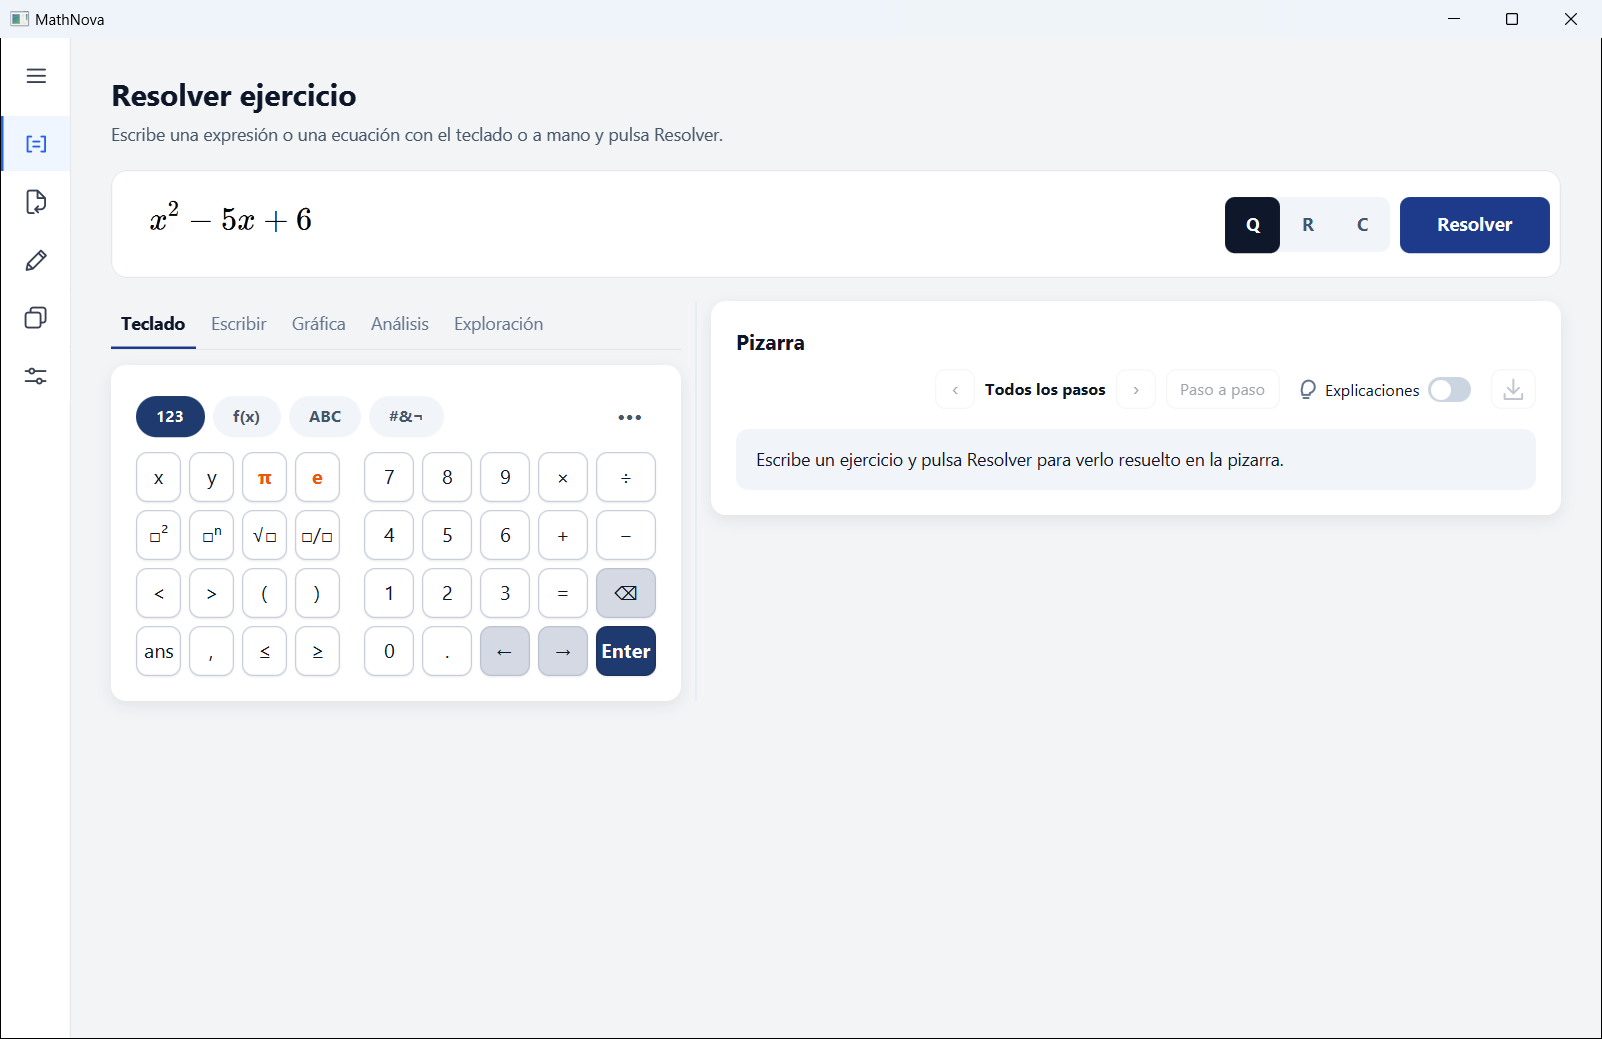 MathNova
Resolver ejercicio
Escribe una expresión o una ecuación con el teclado o a mano y pulsa Resolver.
x² − 5x + 6
Q R C Resolver
Teclado Escribir Gráfica Análisis Exploración
123 f(x) ABC #&¬ •••
x y π e 7 8 9 × ÷
□² □ⁿ √□ □/□ 4 5 6 + −
< > ( ) 1 2 3 = ⌫
ans , ≤ ≥ 0 . ← → Enter
Pizarra
‹ Todos los pasos › Paso a paso Explicaciones
Escribe un ejercicio y pulsa Resolver para verlo resuelto en la pizarra.